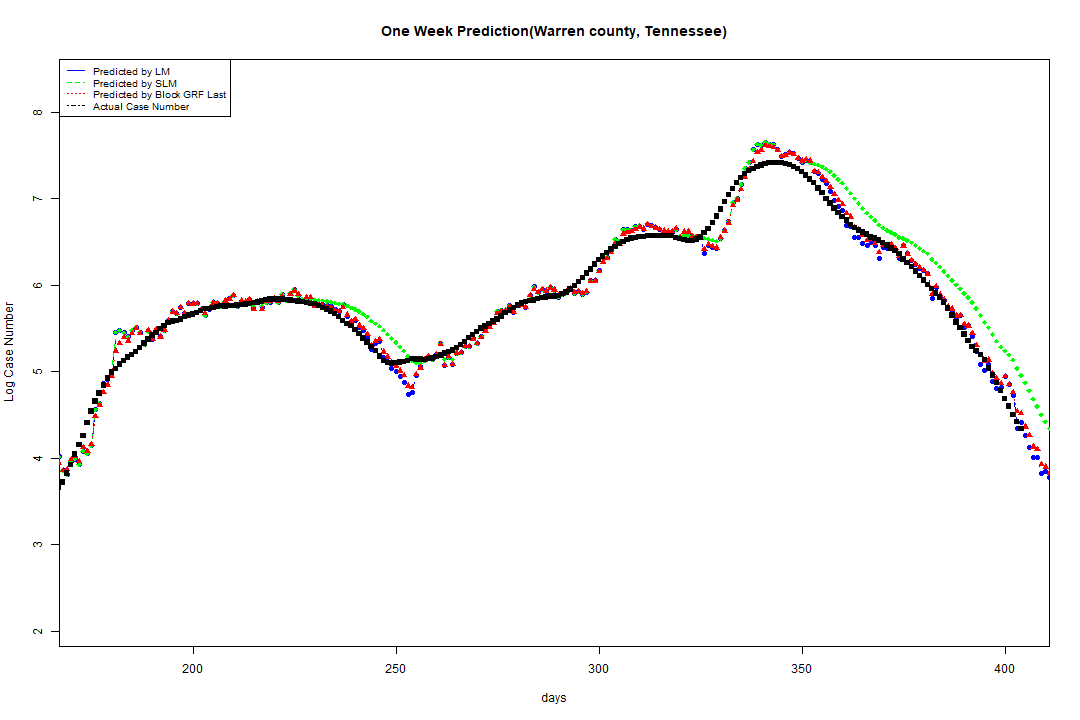 One Week Prediction(Warren county, Tennessee)
Predicted by LM
Predicted by SLM
Predicted by Block GRF Last
Actual Case Number
8
7
6
5
4
3
2
Log Case Number
200 250 300 350 400
days